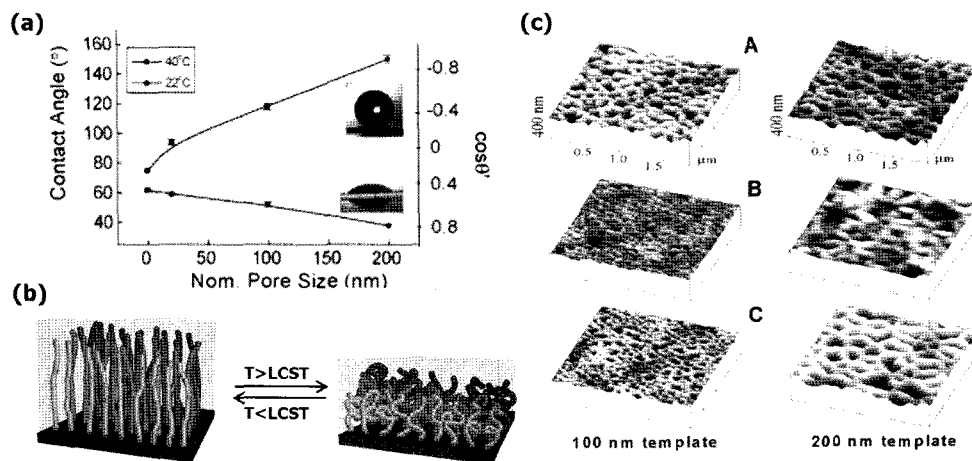 (a)
160
140
120
100
80
60
40
Contact Angle (°)
40°C
22°C
-0.8
-0.4
0
0.4
0.8
cosθ'
0 50 100 150 200
Nom. Pore Size (nm)
(b)
T>LCST
T<LCST
(c)
A
400 nm
0.5 1.0 1.5 μm
400 nm
0.5 1.0 1.5 μm
B
C
100 nm template
200 nm template